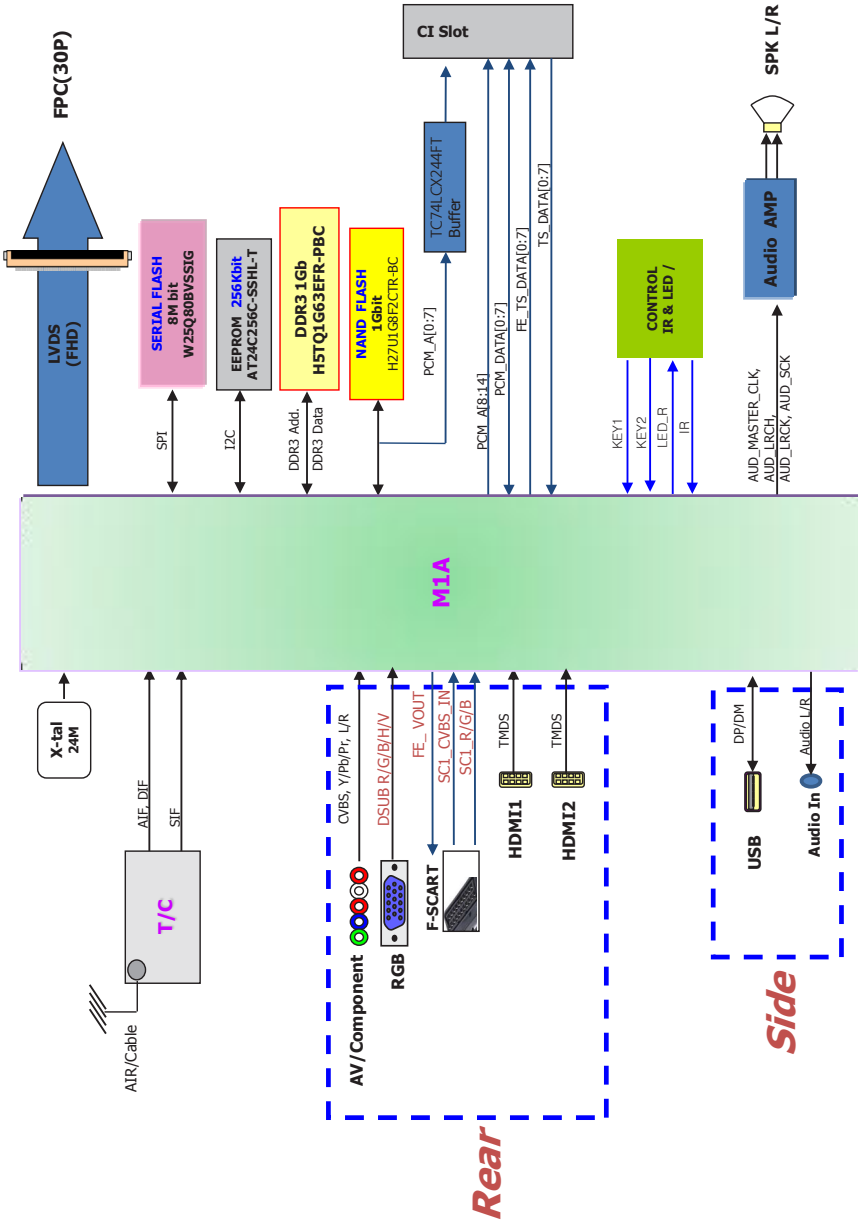 FPC(30P)
LVDS
(FHD)
SERIAL FLASH
8M bit
W25Q80BVSSIG
SPI
EEPROM 256Kbit
AT24C256C-SSHL-T
I2C
DDR3 1Gb
H5TQ1G63EFR-PBC
DDR3 Add.
DDR3 Data
NAND FLASH
1Gbit
H27U1G8F2CTR-BC
PCM_A[0:7]
TC74LCX244FT
Buffer
CI Slot
PCM_A[8:14]
PCM_DATA[0:7]
FE_TS_DATA[0:7]
TS_DATA[0:7]
CONTROL
IR & LED /
KEY1
KEY2
LED_R
IR
AUD_MASTER_CLK,
AUD_LRCH,
AUD_LRCK, AUD_SCK
Audio AMP
SPK L/R
M1A
X-tal
24M
AIF, DIF
SIF
T/C
AIR/Cable
CVBS, Y/Pb/Pr, L/R
AV/Component
DSUB R/G/B/H/V
RGB
FE_ VOUT
SC1_CVBS_IN
SC1_R/G/B
F-SCART
TMDS
HDMI1
TMDS
HDMI2
Rear
DP/DM
USB
Audio L/R
Audio In
Side